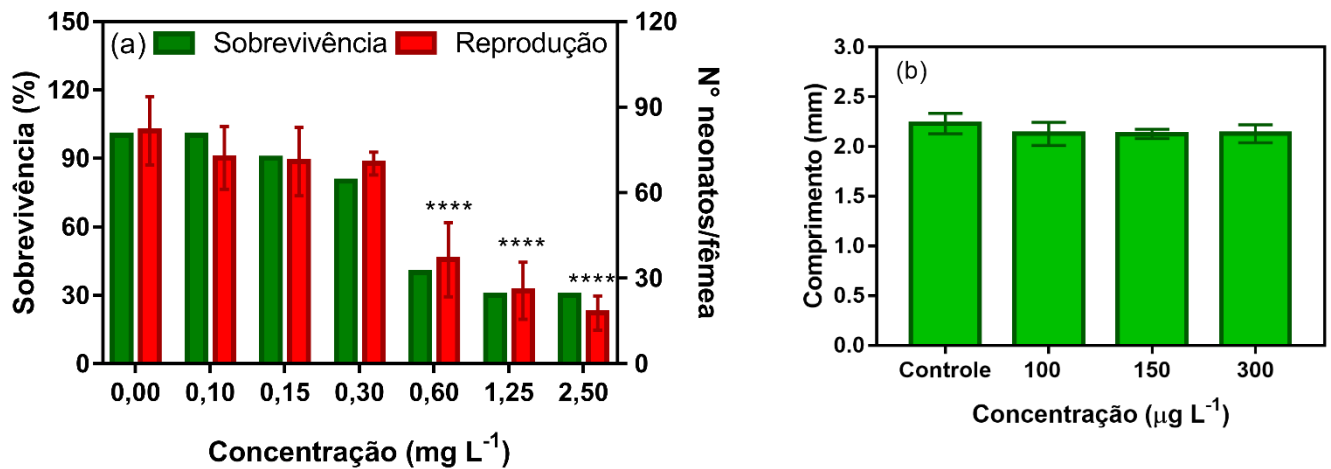 (a) Sobrevivência Reprodução
Sobrevivência (%)
150
120
90
60
30
0
N° neonatos/fêmea
120
90
60
30
0
**** **** ****
0,00 0,10 0,15 0,30 0,60 1,25 2,50
Concentração (mg L⁻¹)
(b)
Comprimento (mm)
3.0
2.5
2.0
1.5
1.0
0.5
0.0
Controle 100 150 300
Concentração (μg L⁻¹)